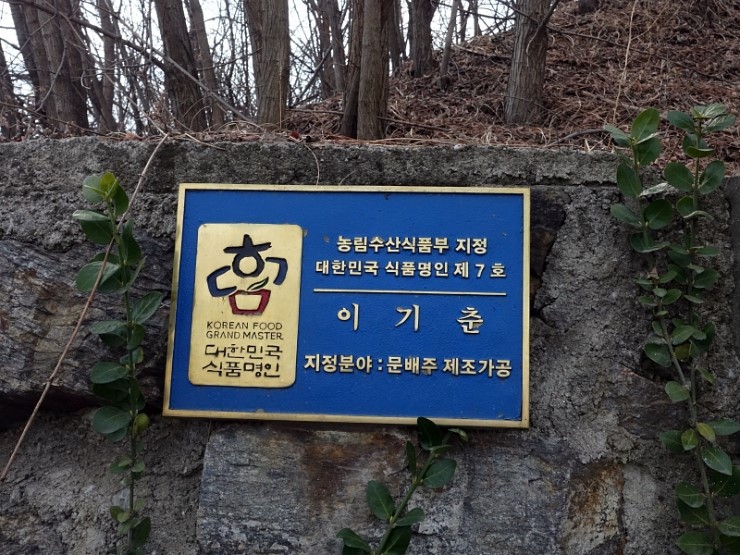 KOREAN FOOD
GRAND MASTER
대한민국
식품명인
농림수산식품부 지정
대한민국 식품명인 제 7 호
이 기 춘
지정분야 : 문배주 제조가공